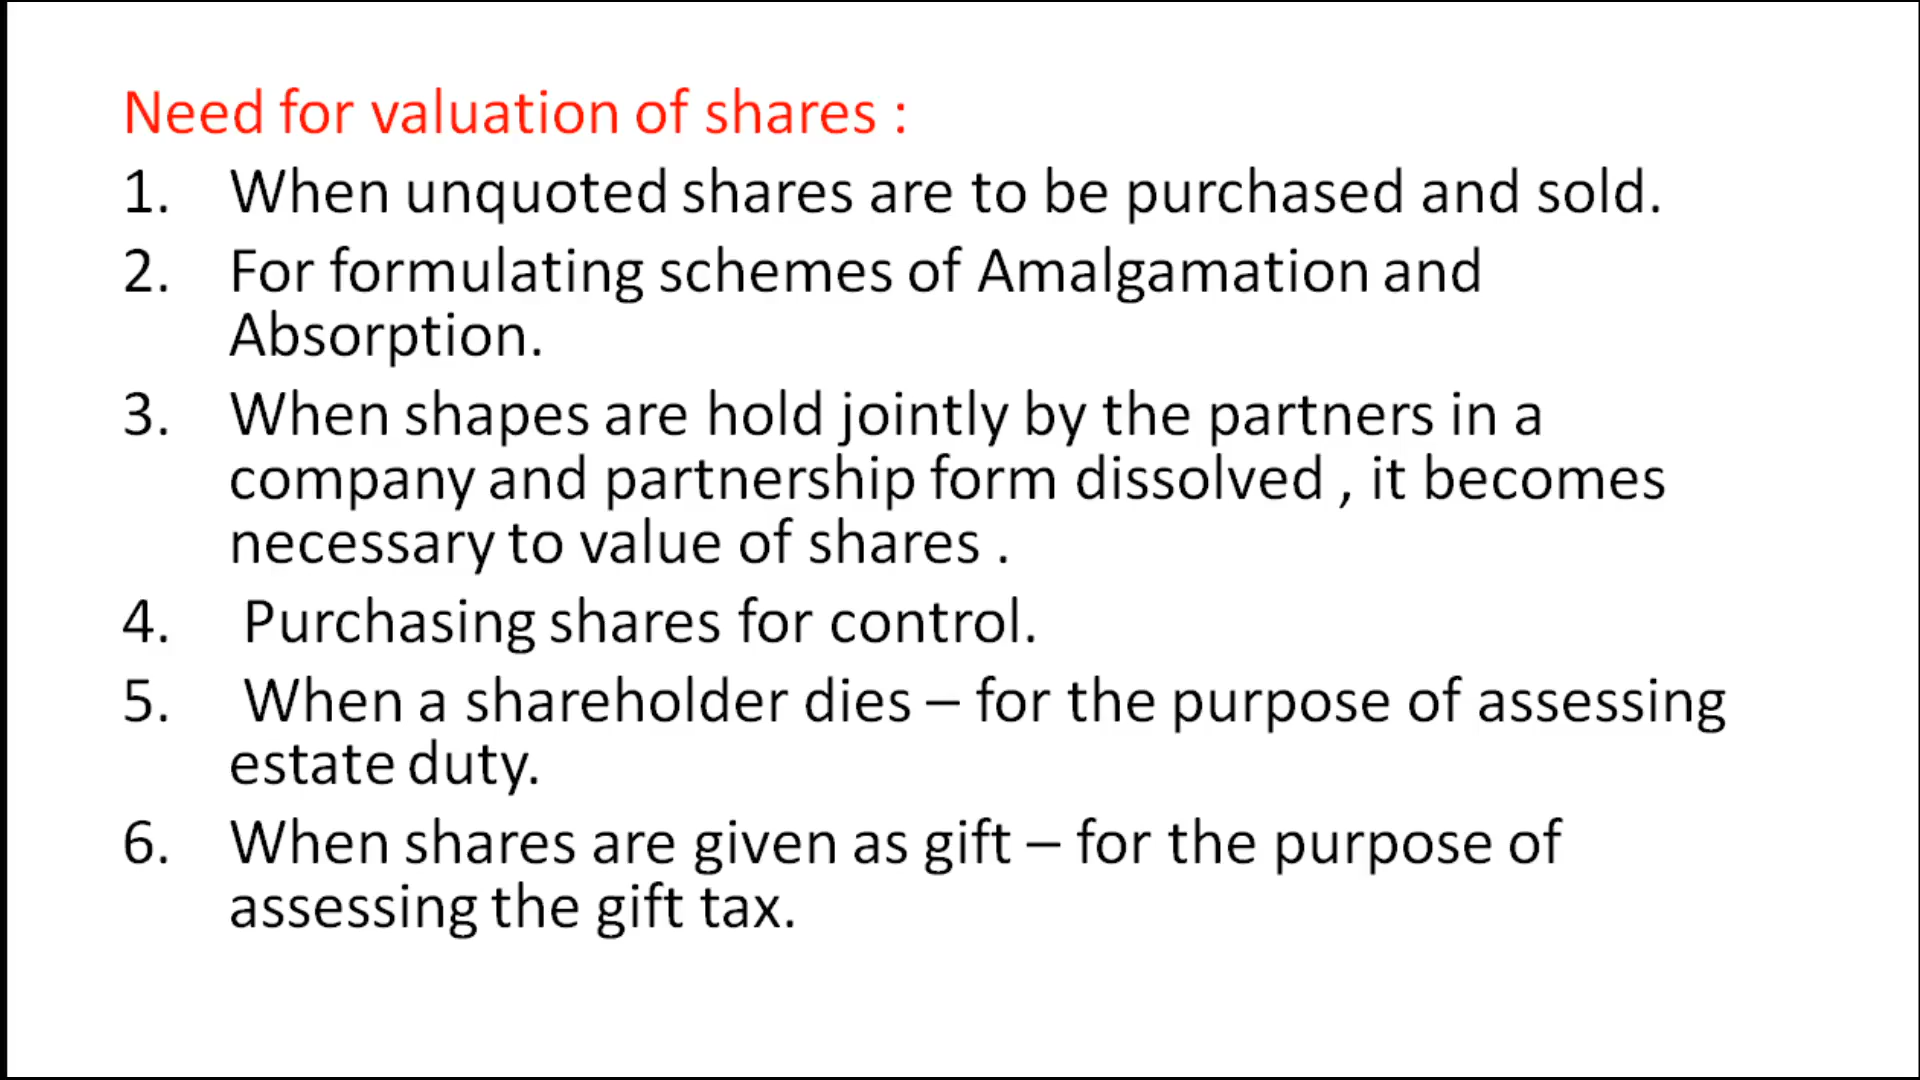 Need for valuation of shares :
1. When unquoted shares are to be purchased and sold.
2. For formulating schemes of Amalgamation and
Absorption.
3. When shapes are hold jointly by the partners in a
company and partnership form dissolved , it becomes
necessary to value of shares .
4. Purchasing shares for control.
5. When a shareholder dies – for the purpose of assessing
estate duty.
6. When shares are given as gift – for the purpose of
assessing the gift tax.